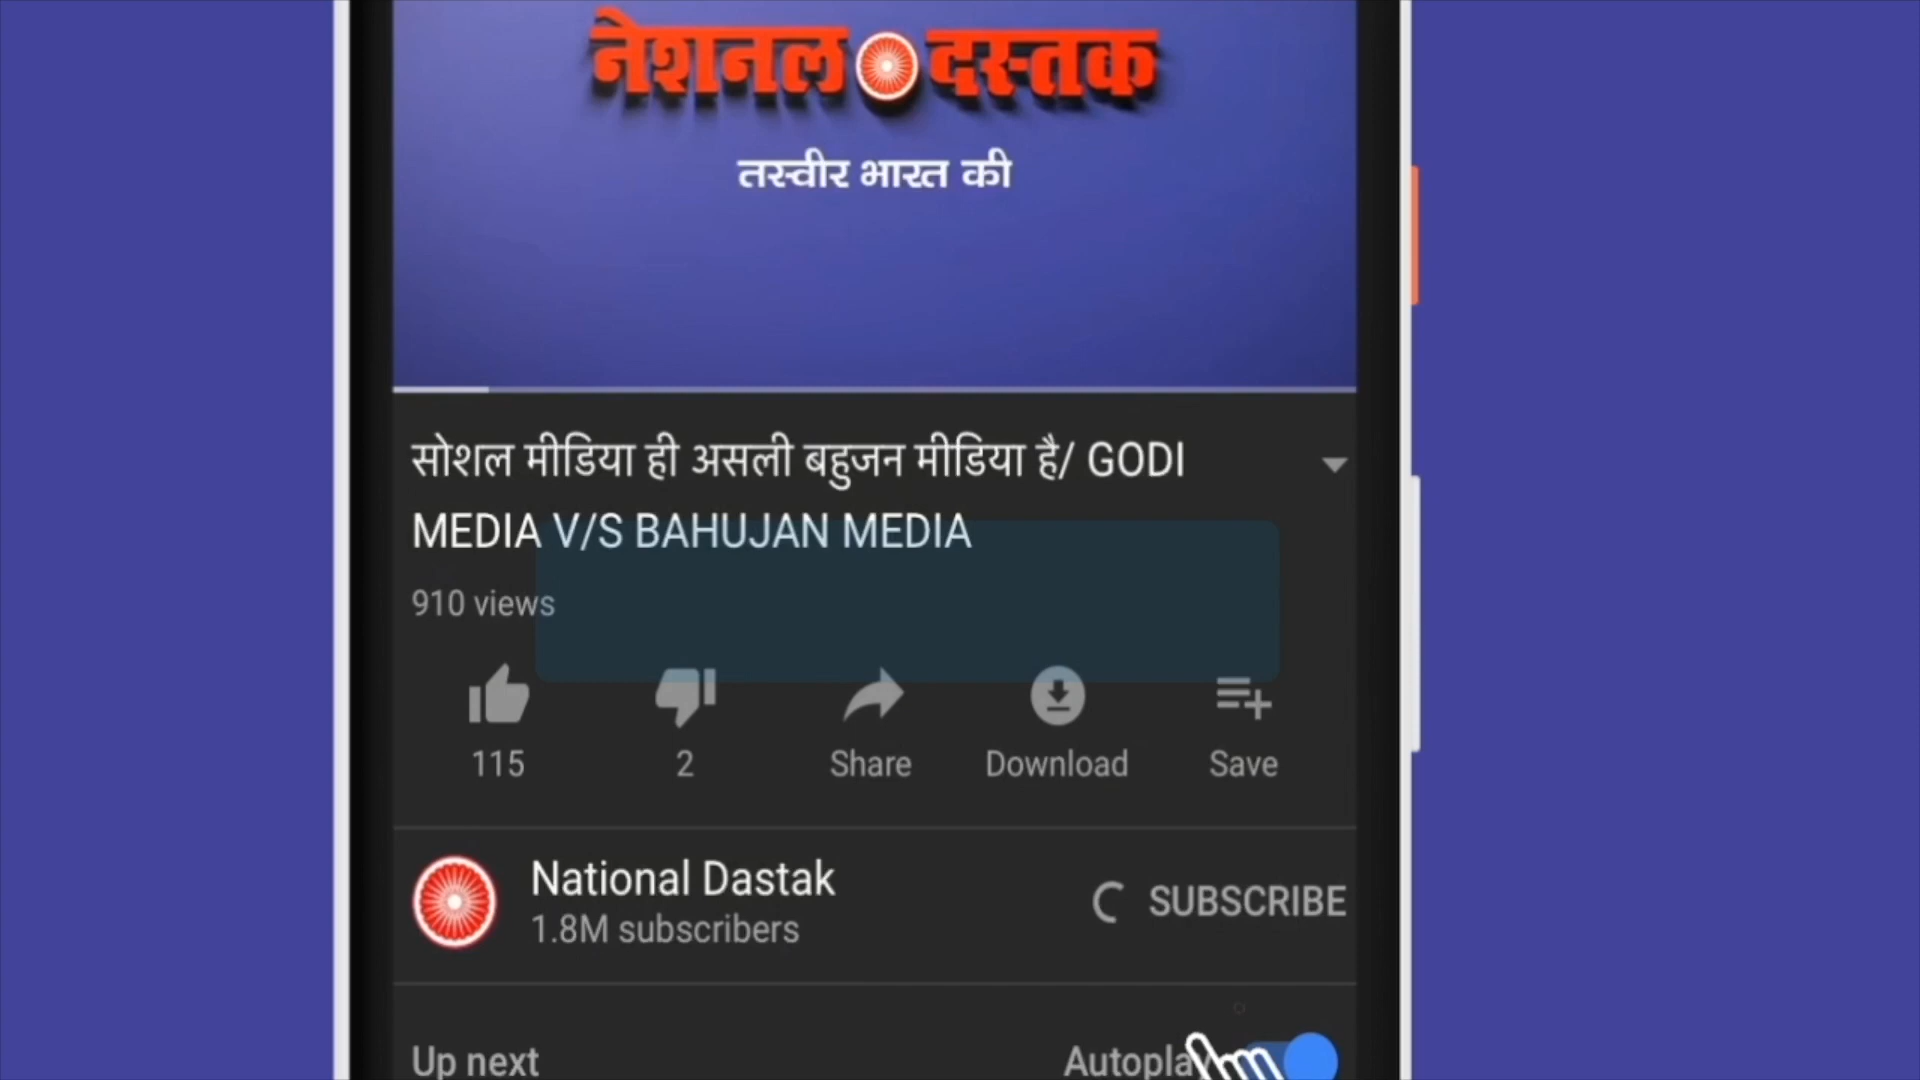 नेशनल दस्तक
तस्वीर भारत की
सोशल मीडिया ही असली बहुजन मीडिया है/ GODI
MEDIA V/S BAHUJAN MEDIA
910 views
115
2
Share
Download
Save
National Dastak
1.8M subscribers
SUBSCRIBE
Up next
Autoplay